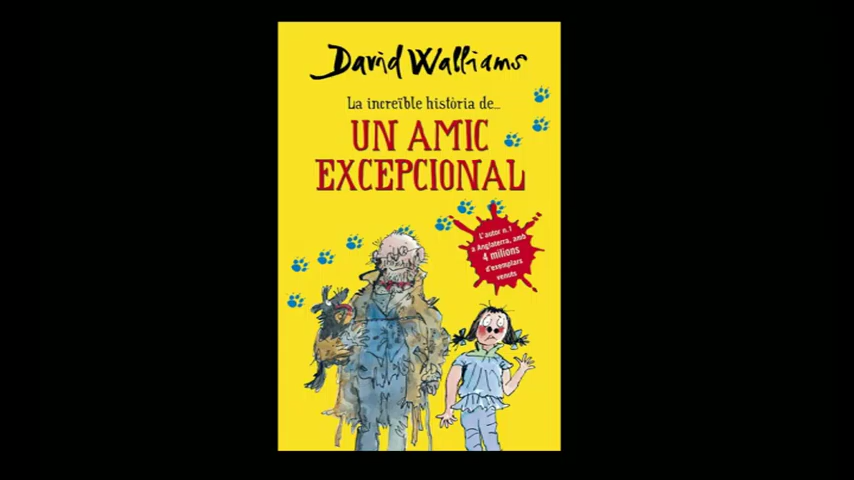 David Walliams
La increïble història de...
UN AMIC
EXCEPCIONAL
L'autor n.1
a Anglaterra, amb
4 milions
d'exemplars
venuts